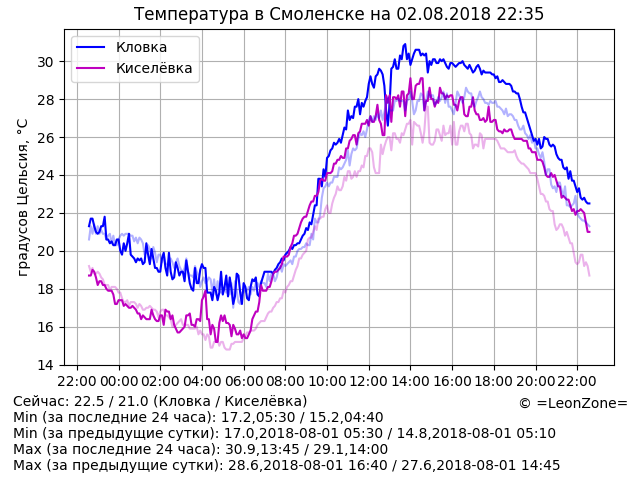 Температура в Смоленске на 02.08.2018 22:35
Кловка
Киселёвка
градусов Цельсия, °C
30
28
26
24
22
20
18
16
14
22:00 00:00 02:00 04:00 06:00 08:00 10:00 12:00 14:00 16:00 18:00 20:00 22:00
Сейчас: 22.5 / 21.0 (Кловка / Киселёвка)
© =LeonZone=
Min (за последние 24 часа): 17.2,05:30 / 15.2,04:40
Min (за предыдущие сутки): 17.0,2018-08-01 05:30 / 14.8,2018-08-01 05:10
Max (за последние 24 часа): 30.9,13:45 / 29.1,14:00
Max (за предыдущие сутки): 28.6,2018-08-01 16:40 / 27.6,2018-08-01 14:45